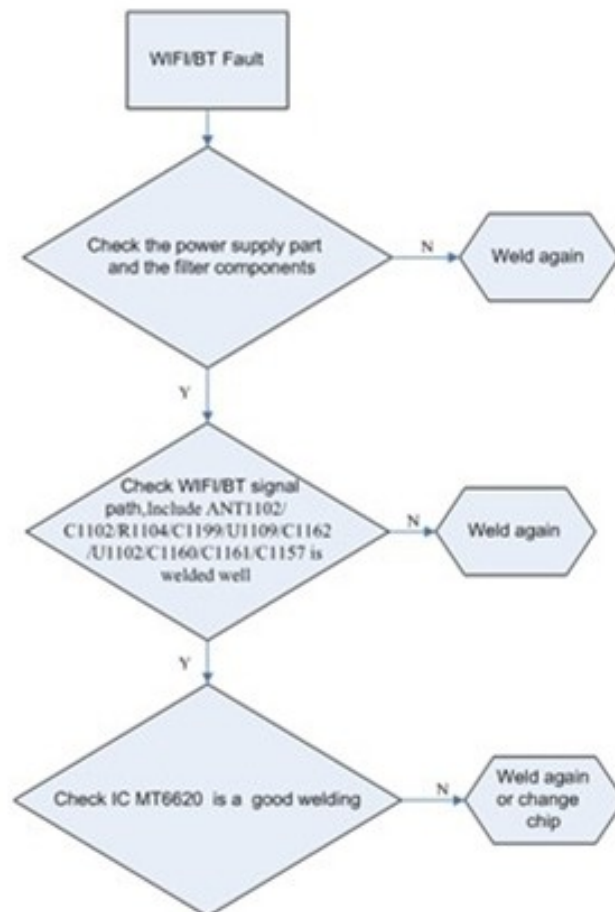 WIFI/BT Fault
Check the power supply part
and the filter components
N
Weld again
Y
Check WIFI/BT signal
path,Include ANT1102/
C1102/R1104/C1199/U1109/C1162
/U1102/C1160/C1161/C1157 is
welded well
N
Weld again
Y
Check IC MT6620 is a good welding
N
Weld again
or change
chip